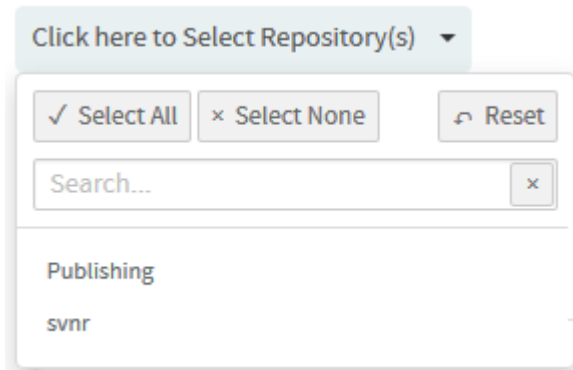 Click here to Select Repository(s)
✓ Select All × Select None Reset
Search... ×
Publishing
svnr